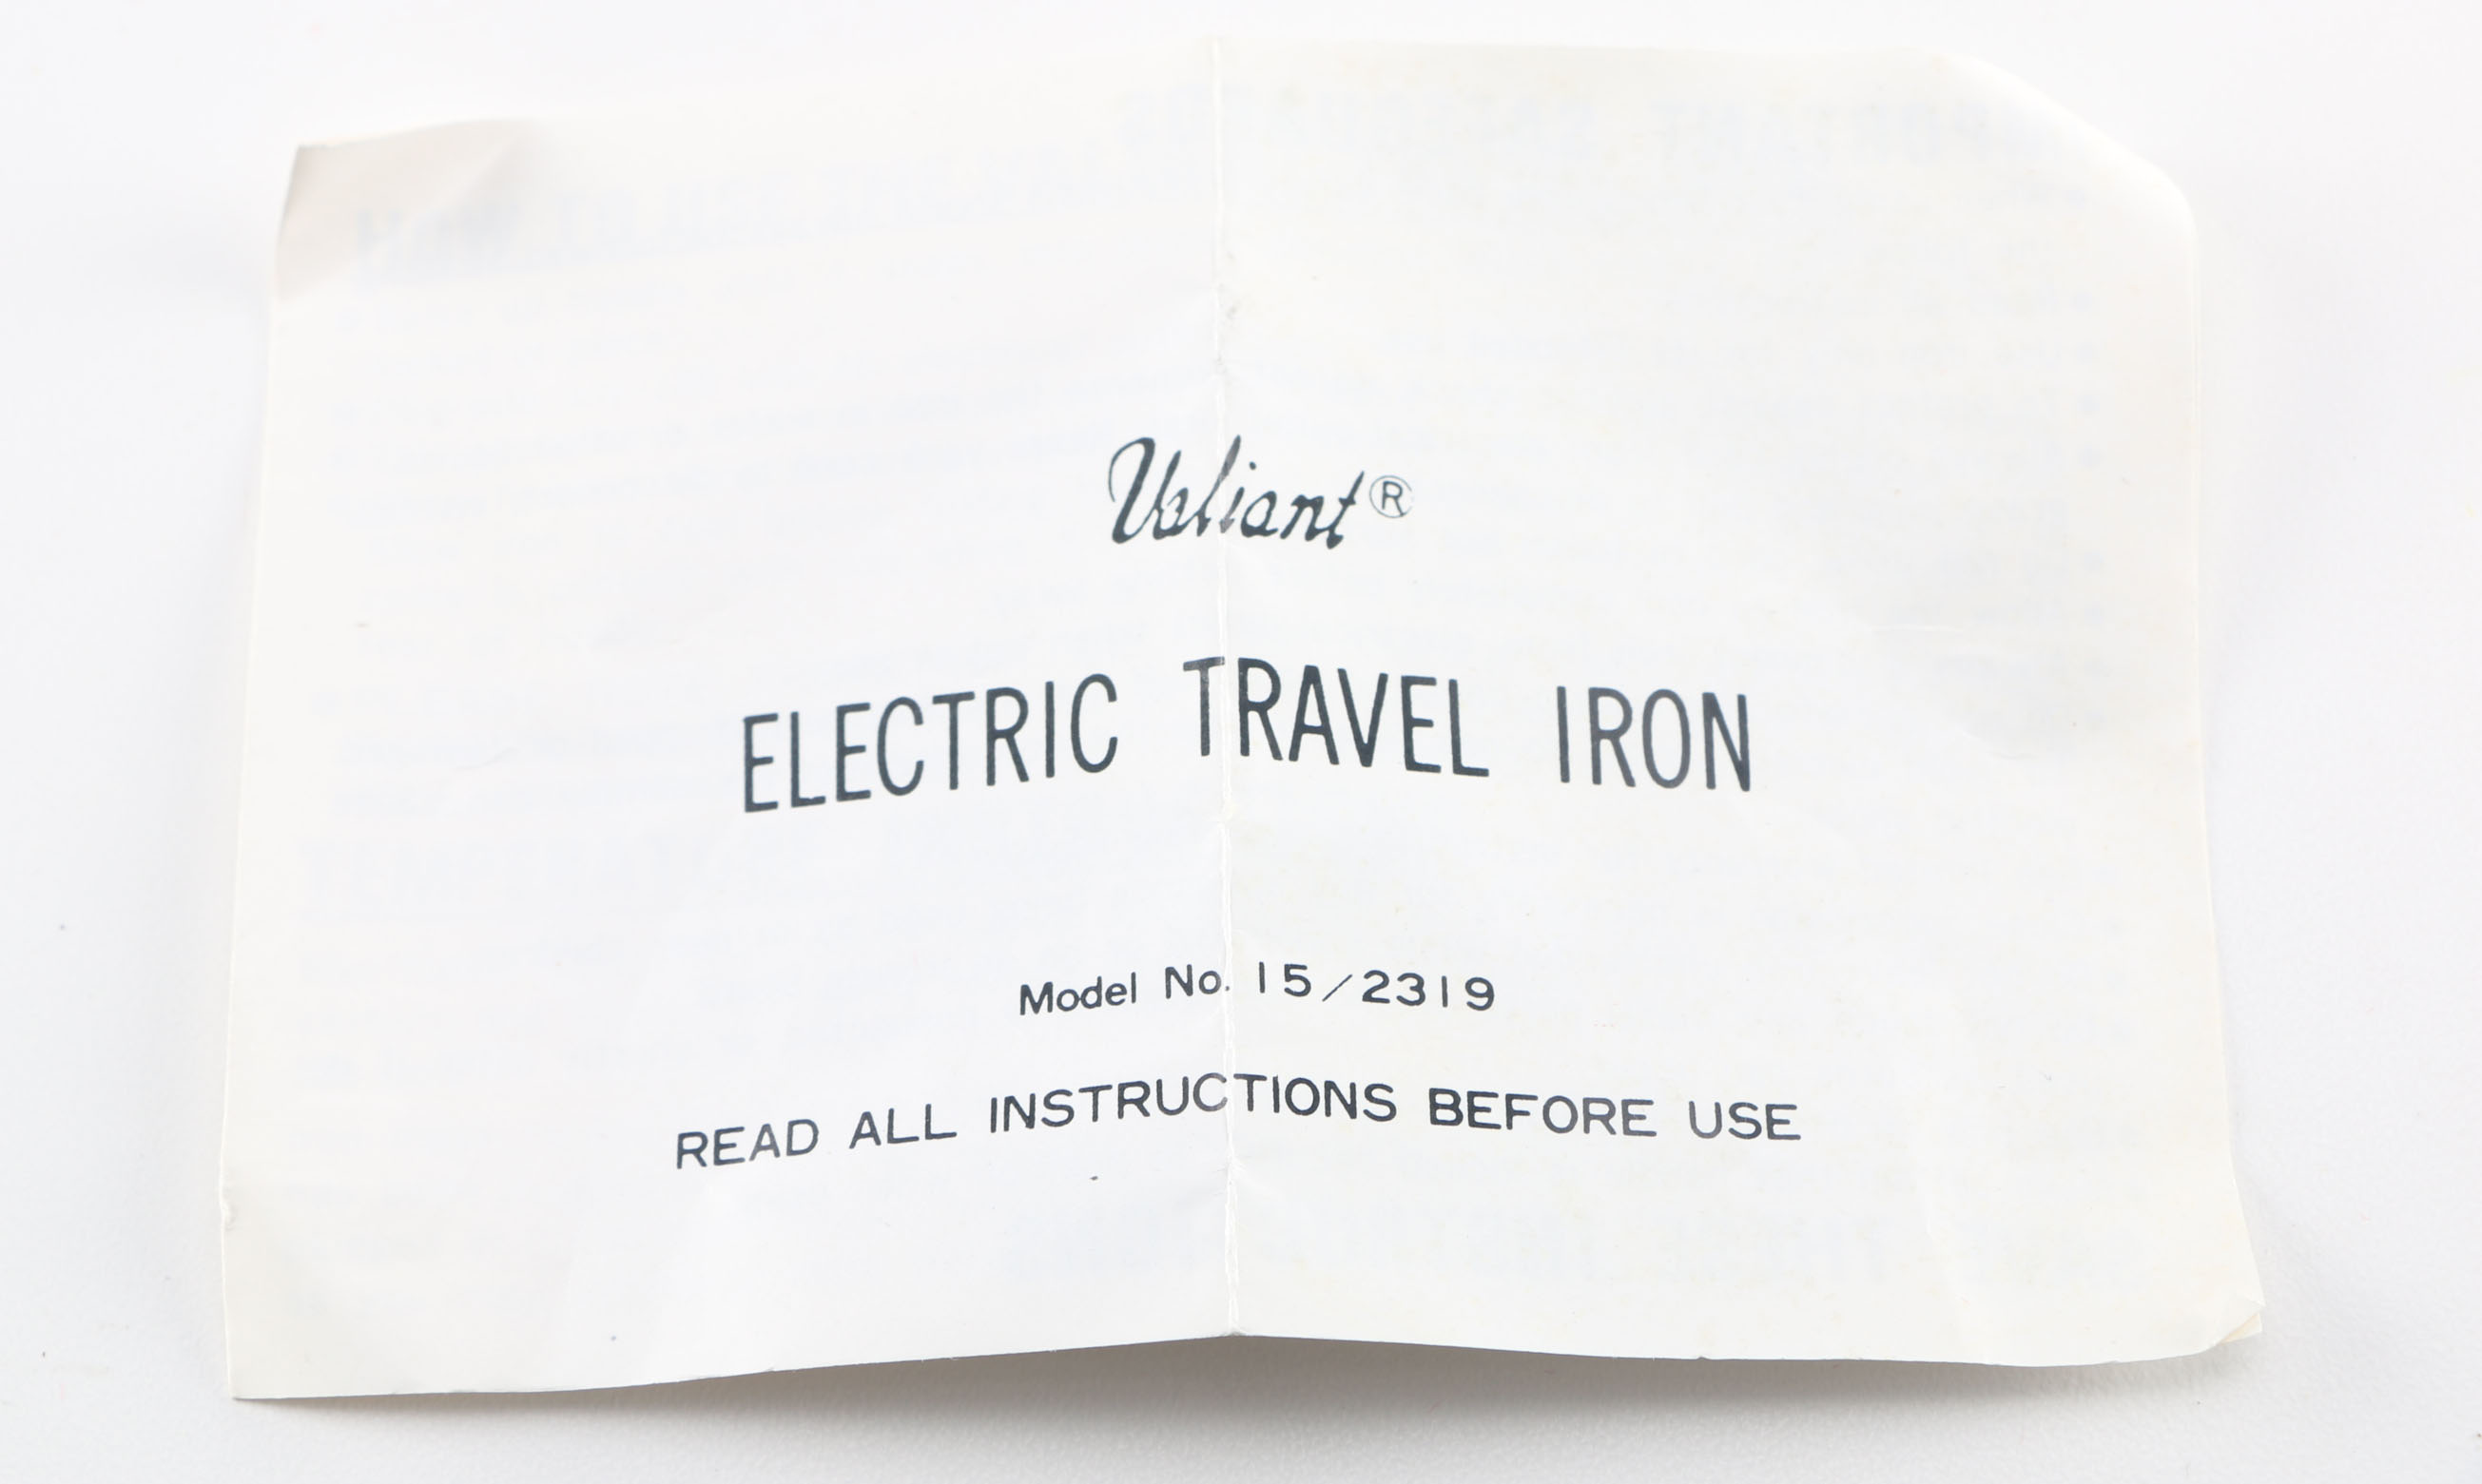 Valiant®
ELECTRIC TRAVEL IRON
Model No. 15/2319
READ ALL INSTRUCTIONS BEFORE USE